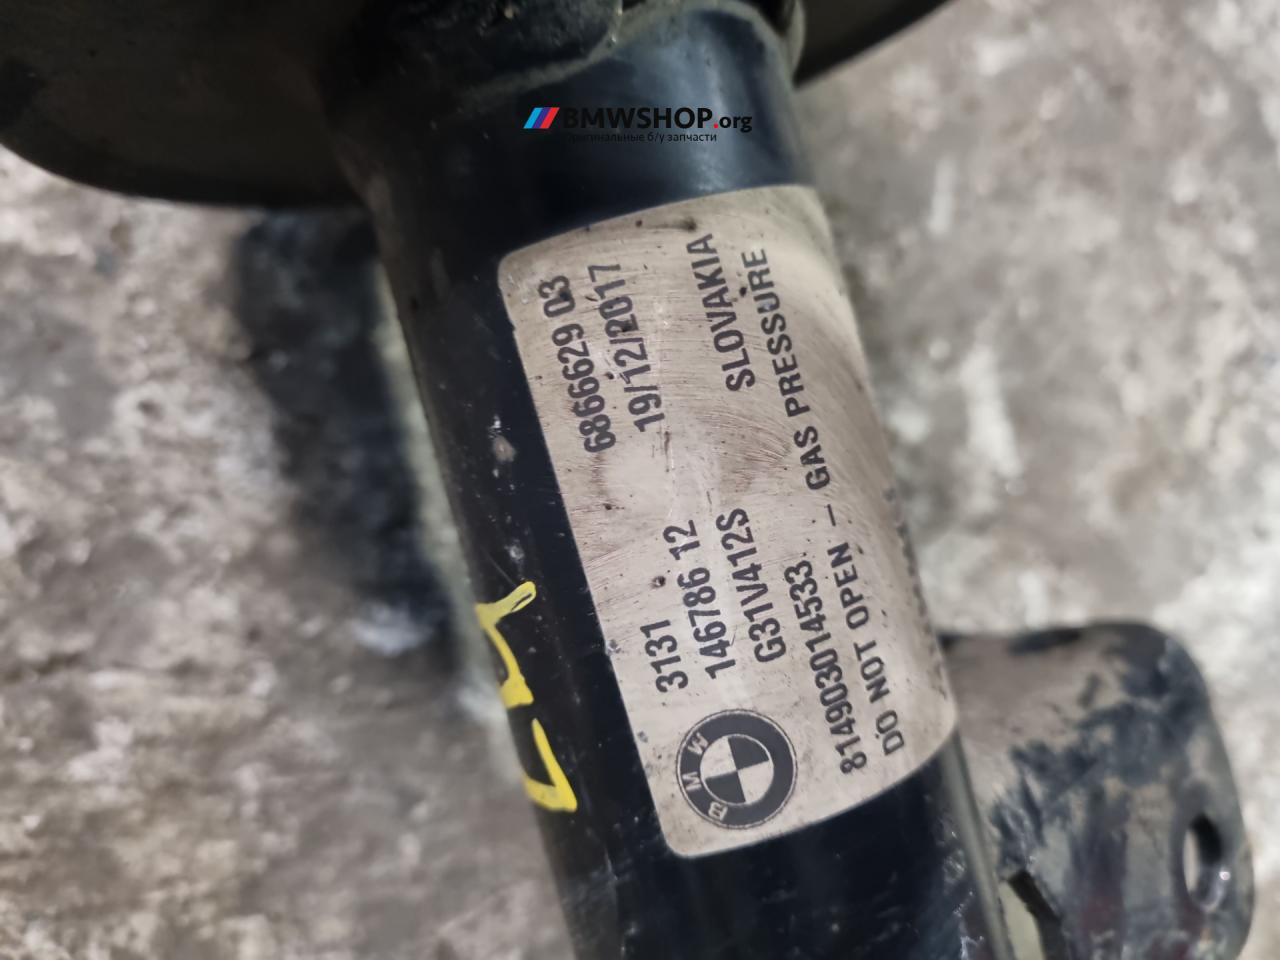 BMWSHOP.org
Оригинальные б/у запчасти
3131 6866629 03
146786 12 19/12/2017
G31V412S
814903014533 SLOVAKIA
DO NOT OPEN – GAS PRESSURE
BMW